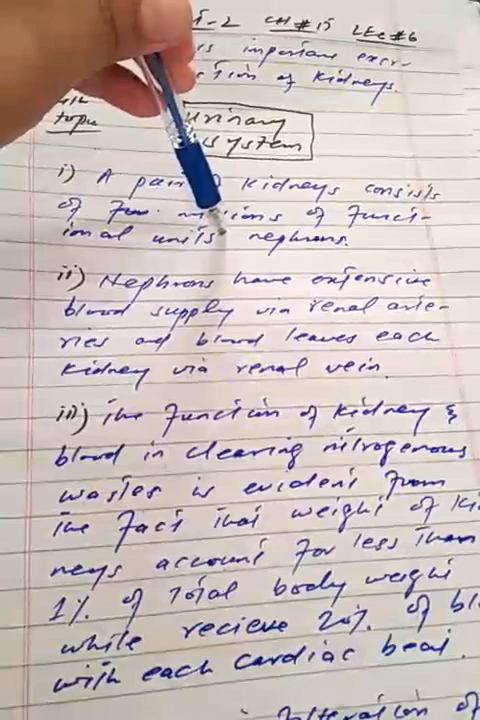 -2 CH#15 LEC#6
is important excr-
ction of kidneys.
topic
Urinary
system
i) A pair kidneys consists
of millions of funct-
ional units nephrons.
ii) Nephrons have extensive
blood supply via renal arte-
ries and blood leaves each
kidney via renal vein.
iii) The function of kidney &
blood in clearing nitrogenous
wastes is evident from
the fact that weight of Ki
neys account for less than
1% of total body weight
while recieve 20% of bl
with each cardiac beat.
of